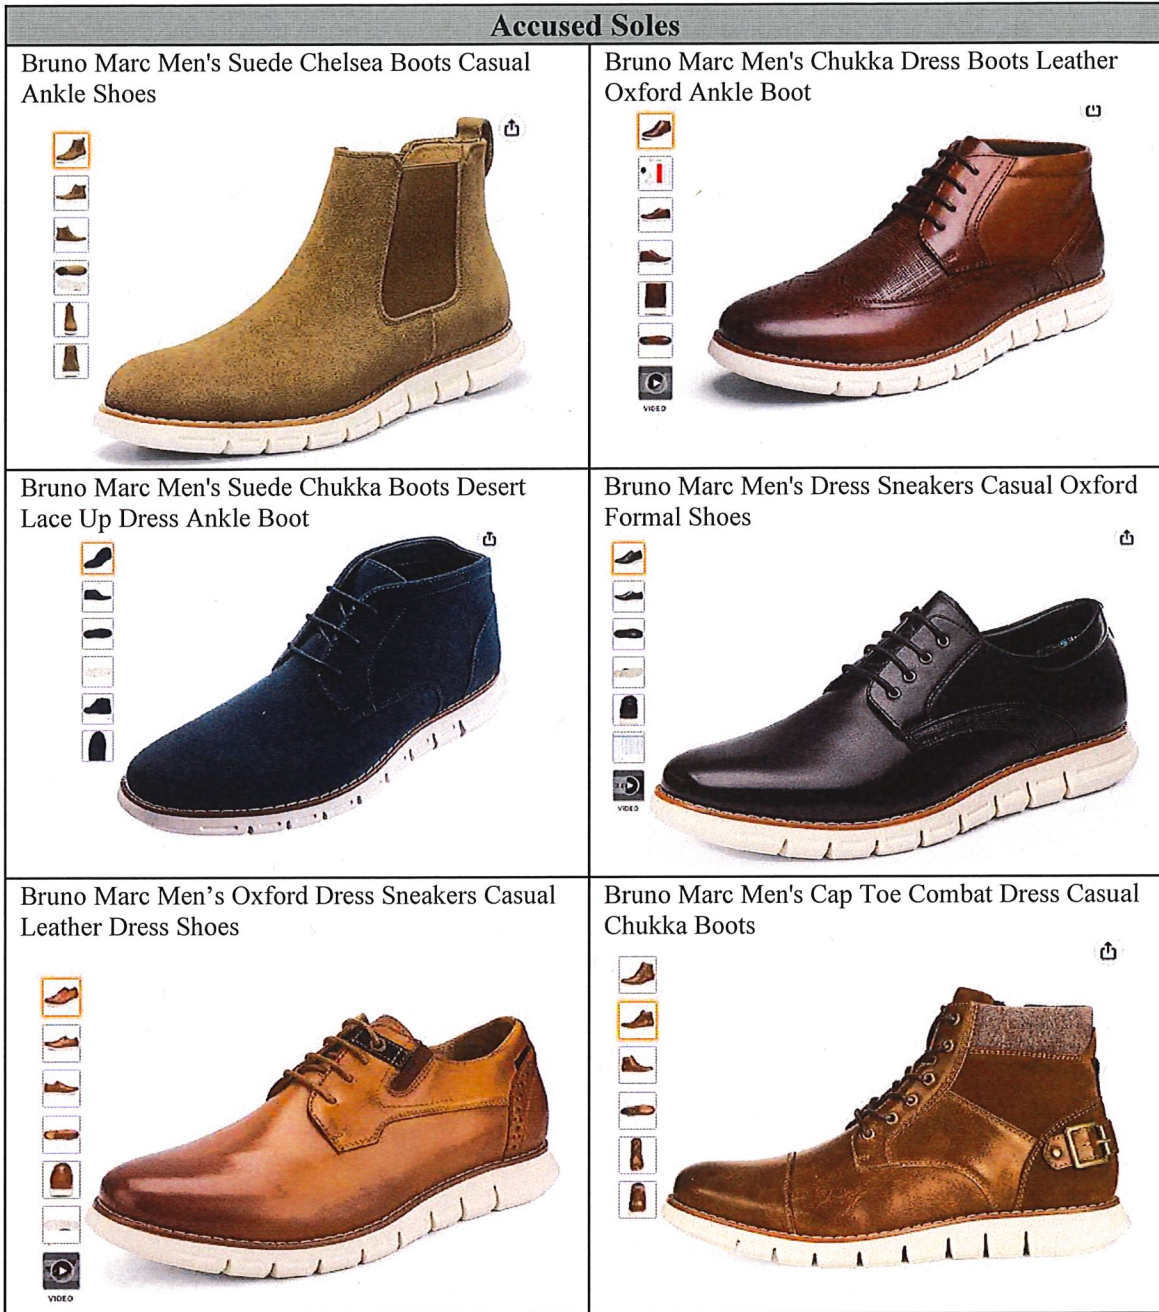 Accused Soles
Bruno Marc Men's Suede Chelsea Boots Casual
Ankle Shoes
Bruno Marc Men's Chukka Dress Boots Leather
Oxford Ankle Boot
VIDEO
Bruno Marc Men's Suede Chukka Boots Desert
Lace Up Dress Ankle Boot
Bruno Marc Men's Dress Sneakers Casual Oxford
Formal Shoes
VIDEO
Bruno Marc Men’s Oxford Dress Sneakers Casual
Leather Dress Shoes
VIDEO
Bruno Marc Men's Cap Toe Combat Dress Casual
Chukka Boots